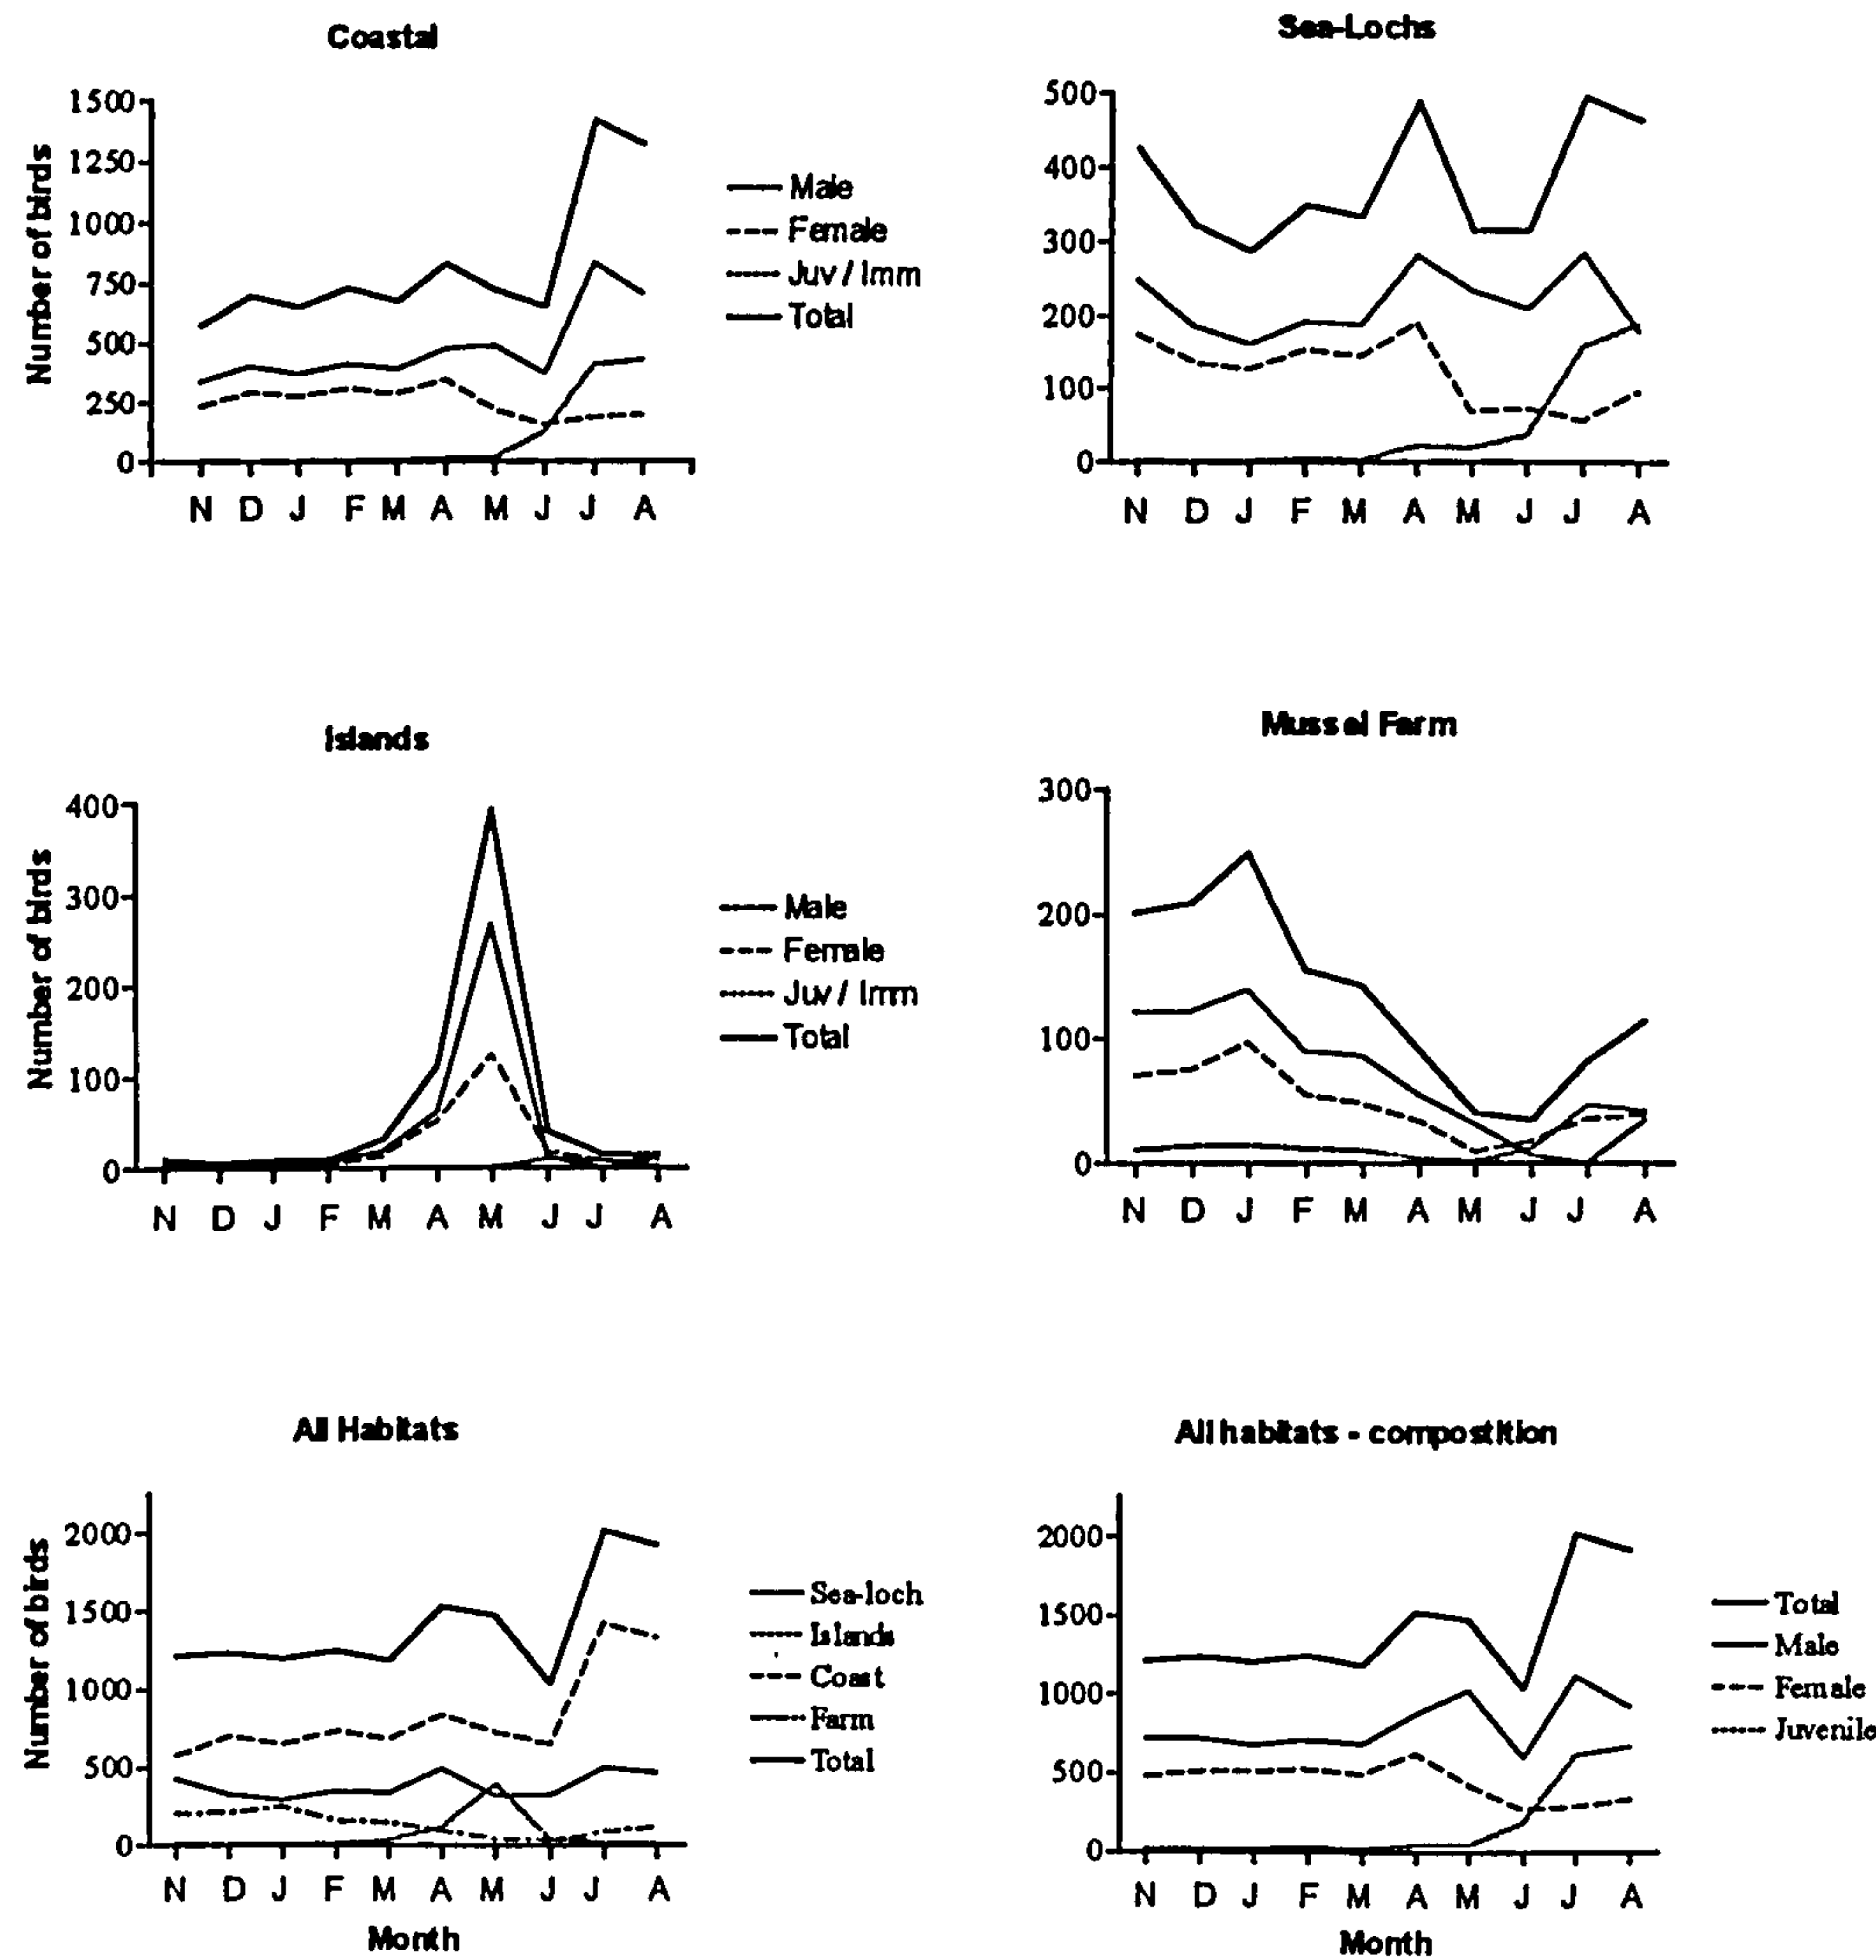 Coastal
1500
1250
1000
750
500
250
0
Number of birds
N D J F M A M J J A
Male
Female
Juv / Imm
Total
Sea-Lochs
500
400
300
200
100
0
N D J F M A M J J A
Islands
400
300
200
100
0
Number of birds
N D J F M A M J J A
Male
Female
Juv / Imm
Total
Mussel Farm
300
200
100
0
N D J F M A M J J A
All Habitats
2000
1500
1000
500
0
Number of birds
N D J F M A M J J A
Month
Sea-loch
Islands
Coast
Farm
Total
All habitats - compostition
2000
1500
1000
500
0
N D J F M A M J J A
Month
Total
Male
Female
Juvenile